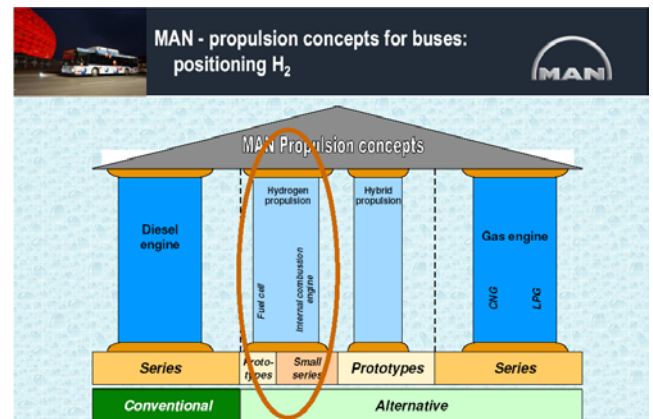 MAN - propulsion concepts for buses:
positioning H₂
MAN
MAN Propulsion concepts
Diesel
engine
Hydrogen
propulsion
Fuel cell
Internal combustion
engine
Hybrid
propulsion
Gas engine
CNG
LPG
Series
Proto-
types
Small
series
Prototypes
Series
Conventional
Alternative